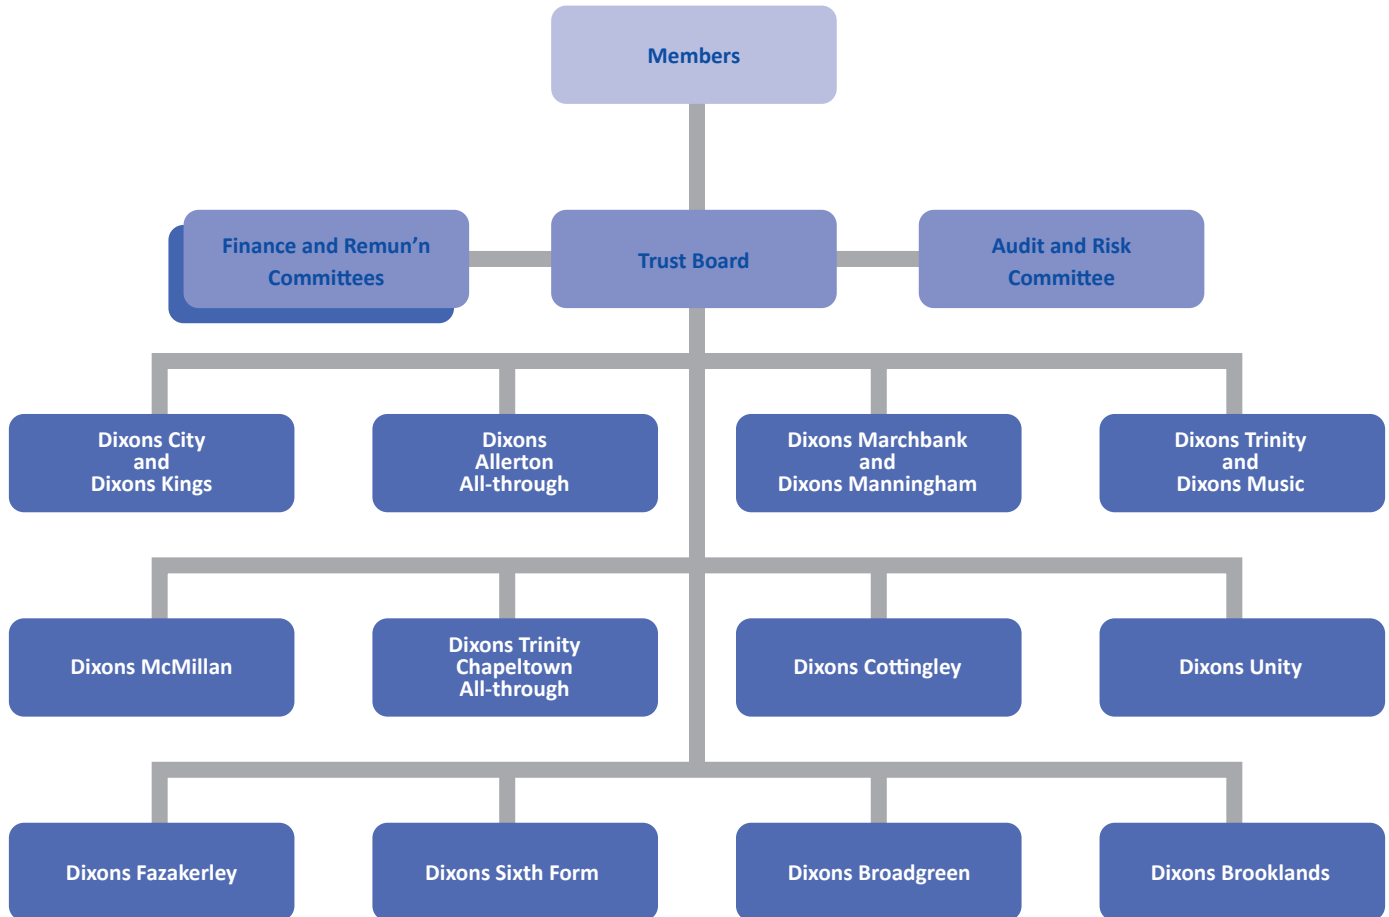 Members
Finance and Remun’n
Committees
Trust Board
Audit and Risk
Committee
Dixons City
and
Dixons Kings
Dixons
Allerton
All-through
Dixons Marchbank
and
Dixons Manningham
Dixons Trinity
and
Dixons Music
Dixons McMillan
Dixons Trinity
Chapeltown
All-through
Dixons Cottingley
Dixons Unity
Dixons Fazakerley
Dixons Sixth Form
Dixons Broadgreen
Dixons Brooklands